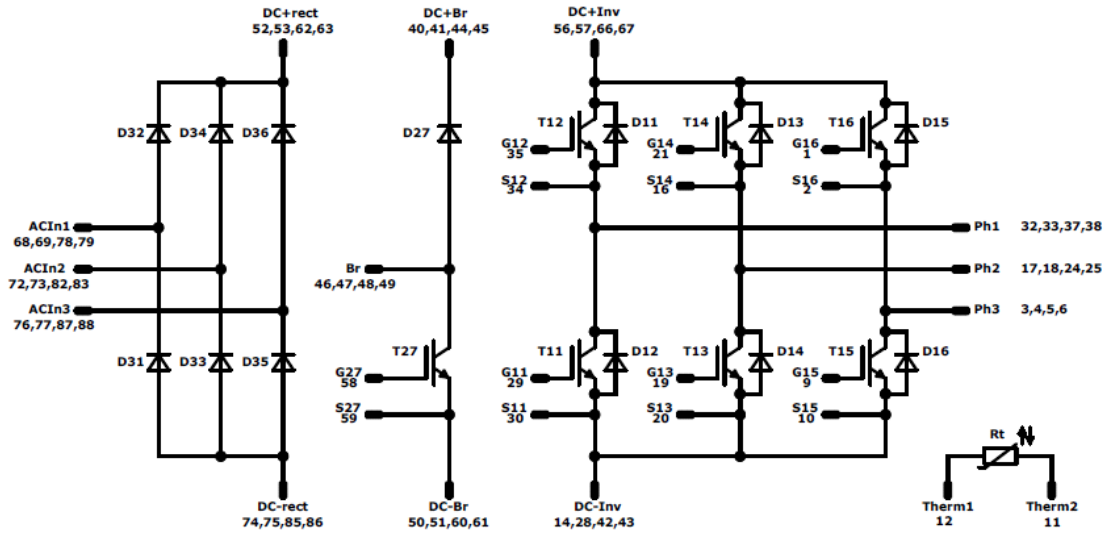 DC+rect
52,53,62,63
DC+Br
40,41,44,45
DC+Inv
56,57,66,67
D32
D34
D36
D27
T12
D11
G12
35
S12
34
T14
D13
G14
21
S14
16
T16
D15
G16
1
S16
2
ACIn1
68,69,78,79
ACIn2
72,73,82,83
ACIn3
76,77,87,88
Br
46,47,48,49
Ph1 32,33,37,38
Ph2 17,18,24,25
Ph3 3,4,5,6
D31
D33
D35
T27
G27
58
S27
59
T11
D12
G11
29
S11
30
T13
D14
G13
19
S13
20
T15
D16
G15
9
S15
10
Rt
Therm1
12
Therm2
11
DC-rect
74,75,85,86
DC-Br
50,51,60,61
DC-Inv
14,28,42,43